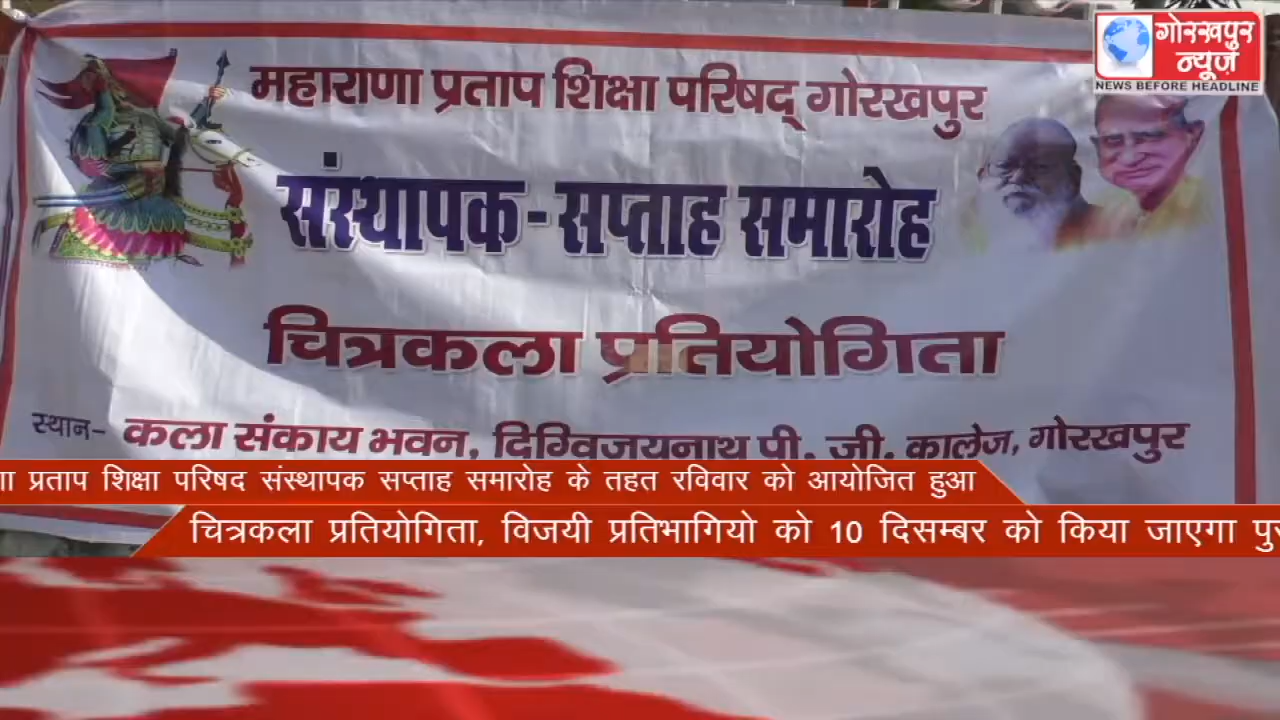 गोरखपुर
न्यूज़
NEWS BEFORE HEADLINE
महाराणा प्रताप शिक्षा परिषद् गोरखपुर
संस्थापक-सप्ताह समारोह
चित्रकला प्रतियोगिता
स्थान- कला संकाय भवन, दिग्विजयनाथ पी. जी. कालेज, गोरखपुर
प्रताप शिक्षा परिषद संस्थापक सप्ताह समारोह के तहत रविवार को आयोजित हुआ
चित्रकला प्रतियोगिता, विजयी प्रतिभागियो को 10 दिसम्बर को किया जाएगा